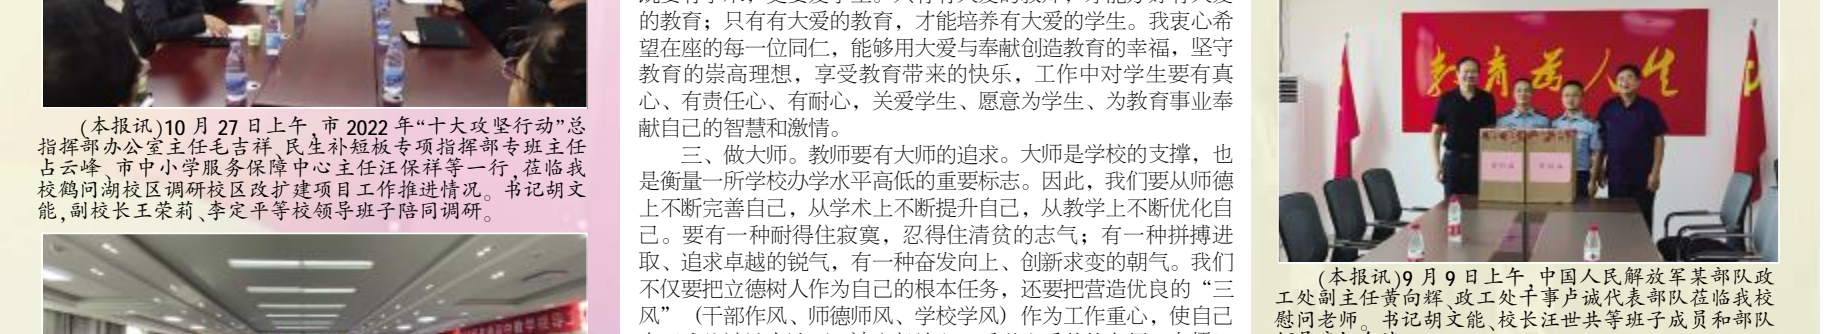 (本报讯)10月27日上午,市2022年“十大攻坚行动”总
指挥部办公室主任毛吉祥、民生补短板专项指挥部专班主任
占云峰、市中小学服务保障中心主任汪保祥等一行,莅临我
校鹤问湖校区调研校区改扩建项目工作推进情况。书记胡文
能,副校长王荣莉、李定平等校领导班子陪同调研。
的教育；只有有大爱的教育，才能培养有大爱的学生。我衷心希
望在座的每一位同仁，能够用大爱与奉献创造教育的幸福，坚守
教育的崇高理想，享受教育带来的快乐，工作中对学生要有真
心、有责任心、有耐心，关爱学生、愿意为学生、为教育事业奉
献自己的智慧和激情。
三、做大师。教师要有大师的追求。大师是学校的支撑，也
是衡量一所学校办学水平高低的重要标志。因此，我们要从师德
上不断完善自己，从学术上不断提升自己，从教学上不断优化自
己。要有一种耐得住寂寞，忍得住清贫的志气；有一种拼搏进
取、追求卓越的锐气，有一种奋发向上、创新求变的朝气。我们
不仅要把立德树人作为自己的根本任务，还要把营造优良的“三
风”（干部作风、师德师风、学校学风）作为工作重心，使自己
教育为人生
(本报讯)9月9日上午,中国人民解放军某部队政
工处副主任黄向辉、政工处干事卢诚代表部队莅临我校
慰问老师。书记胡文能、校长汪世共等班子成员和部队